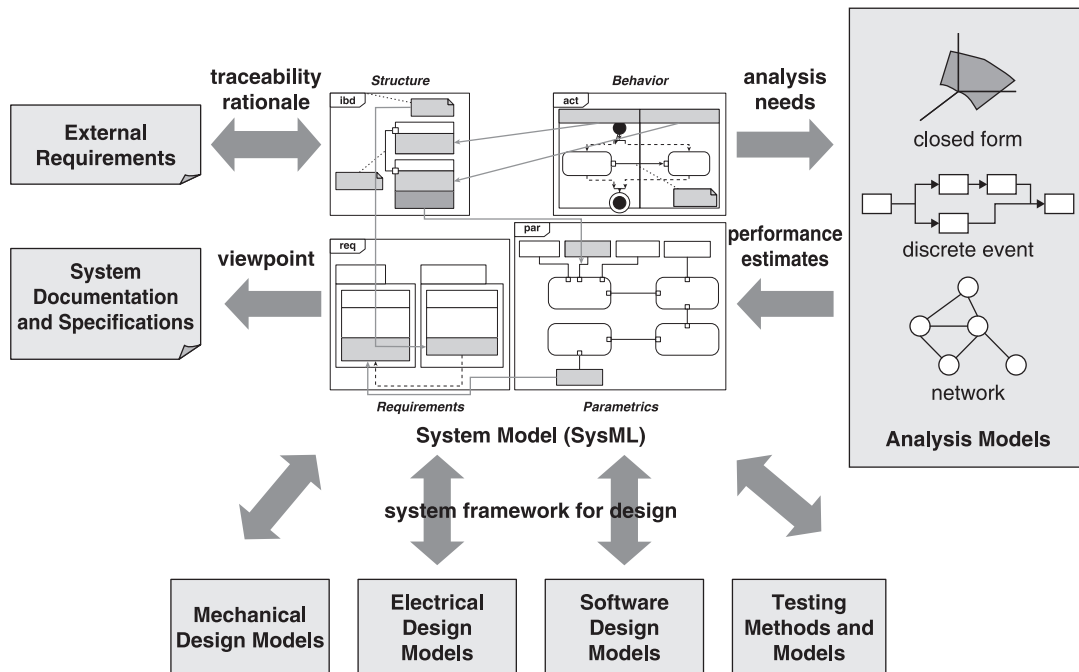 External
Requirements
traceability
rationale
Structure
ibd
Behavior
act
analysis
needs
closed form
discrete event
network
Analysis Models
System
Documentation
and Specifications
viewpoint
req
par
performance
estimates
Requirements
Parametrics
System Model (SysML)
system framework for design
Mechanical
Design Models
Electrical
Design
Models
Software
Design
Models
Testing
Methods and
Models